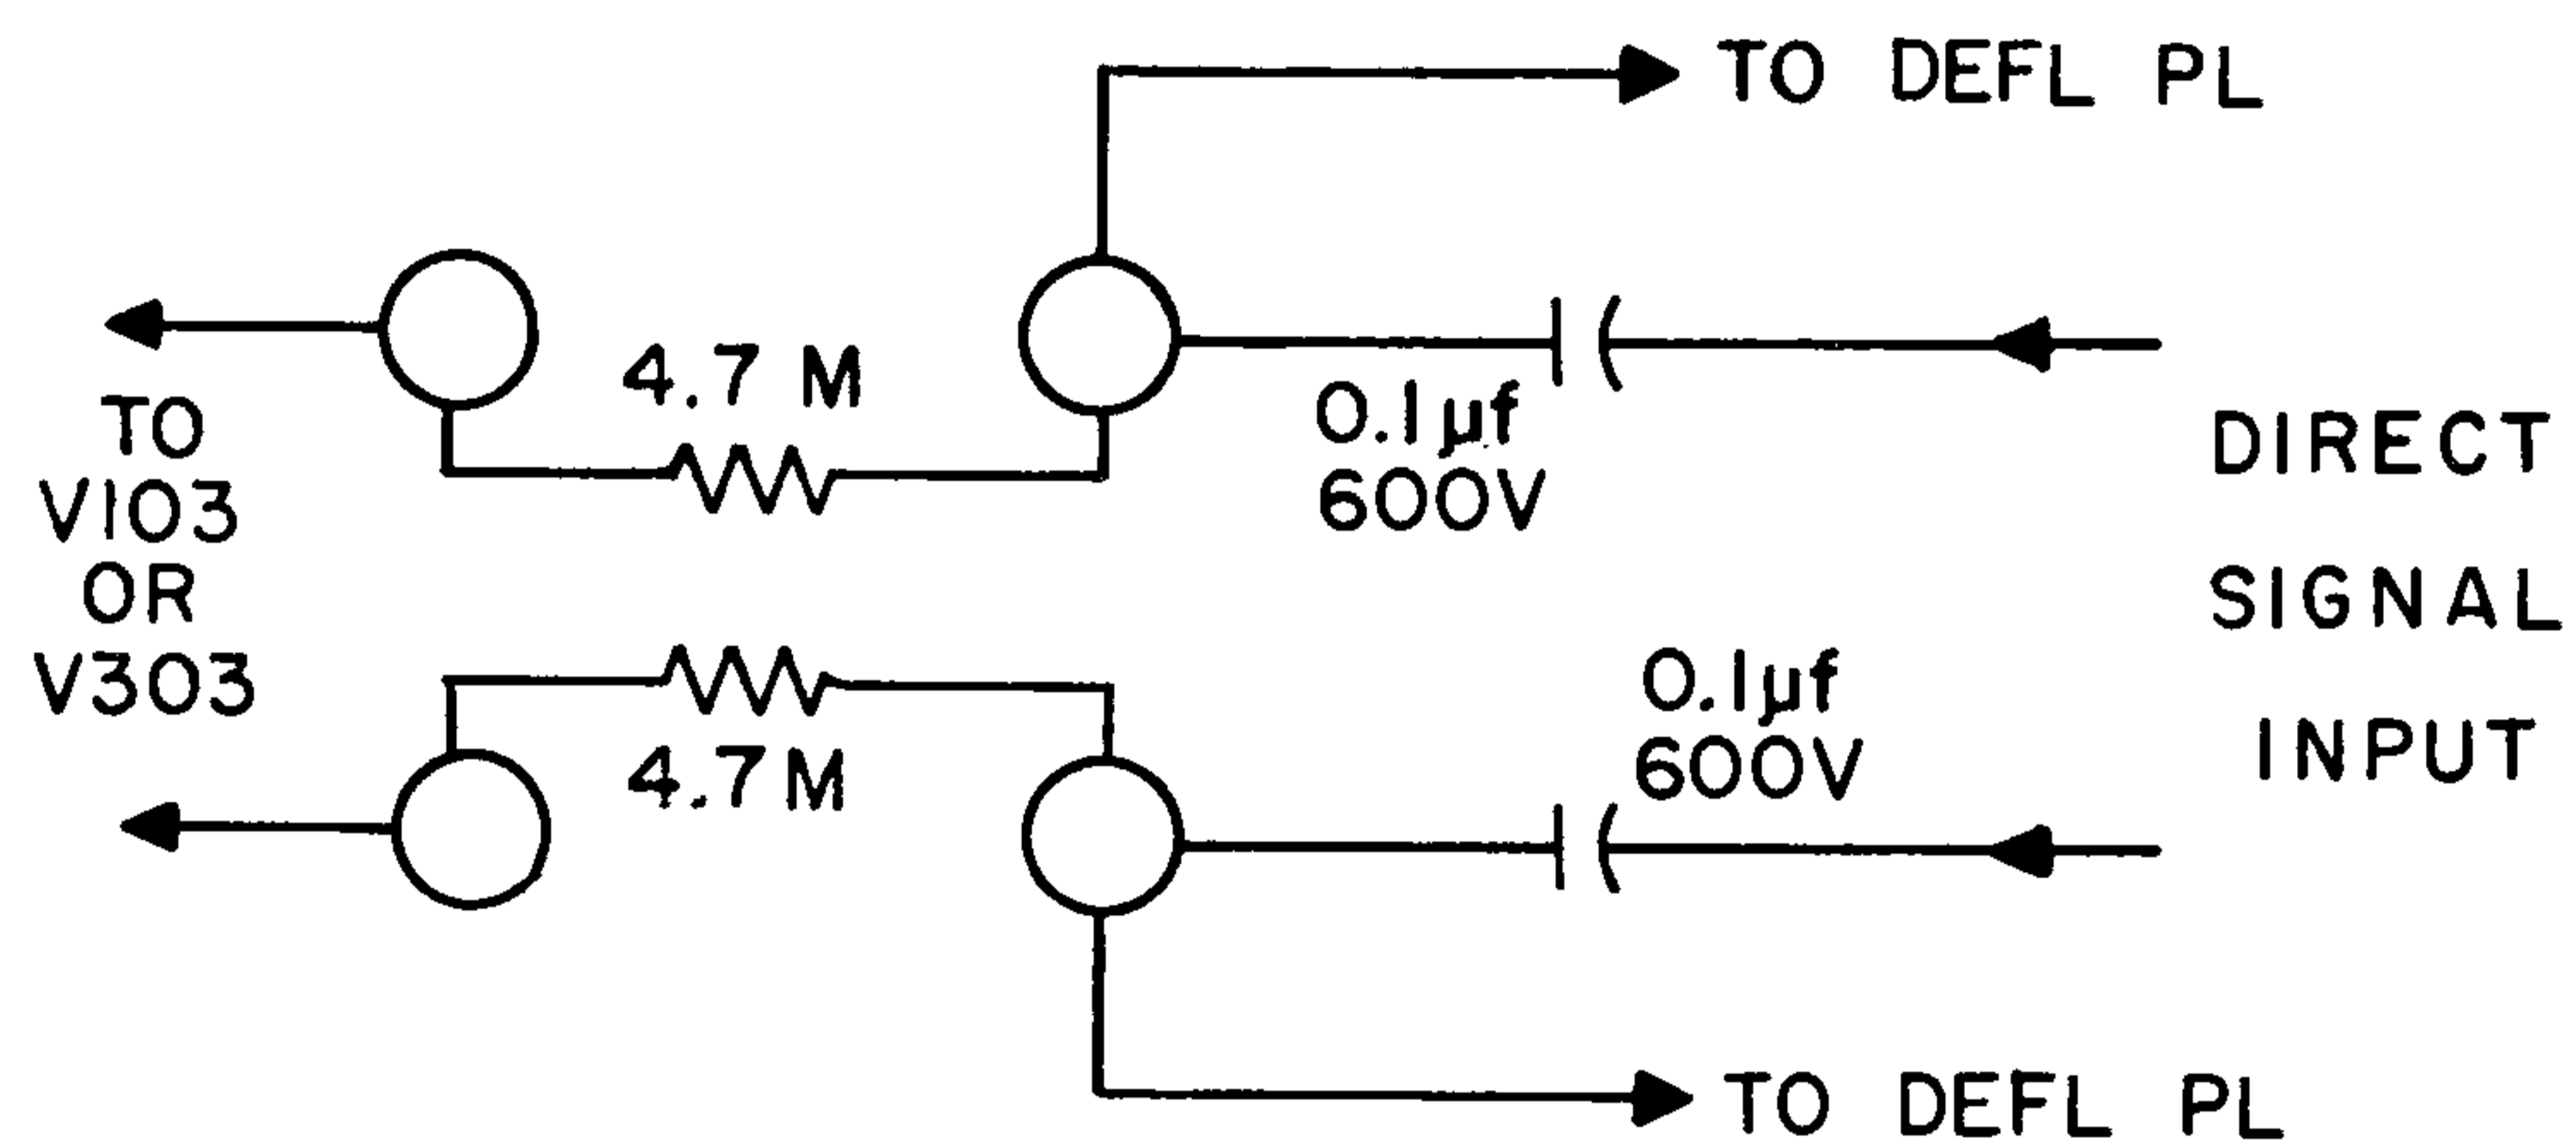 TO DEFL PL
4.7 M
TO
V103
OR
V303
0.1µf
600V
DIRECT
SIGNAL
INPUT
4.7M
0.1µf
600V
TO DEFL PL